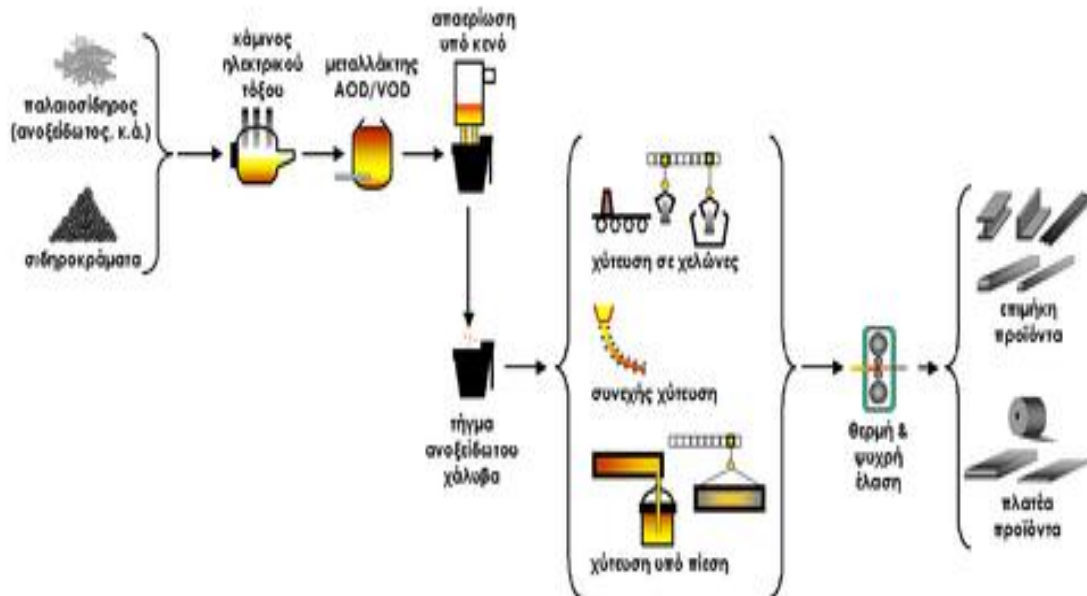 παλαιοσίδηρος
(ανοξείδωτος, κ.ά.)
σιδηροκράματα
κάμινος
ηλεκτρικού
τόξου
μεταλλάκτης
AOD/VOD
απαερίωση
υπό κενό
τήγμα
ανοξείδωτου
χάλυβα
χύτευση σε χελώνες
συνεχής χύτευση
χύτευση υπό πίεση
θερμή &
ψυχρή
έλαση
επιμήκη
προϊόντα
πλατέα
προϊόντα